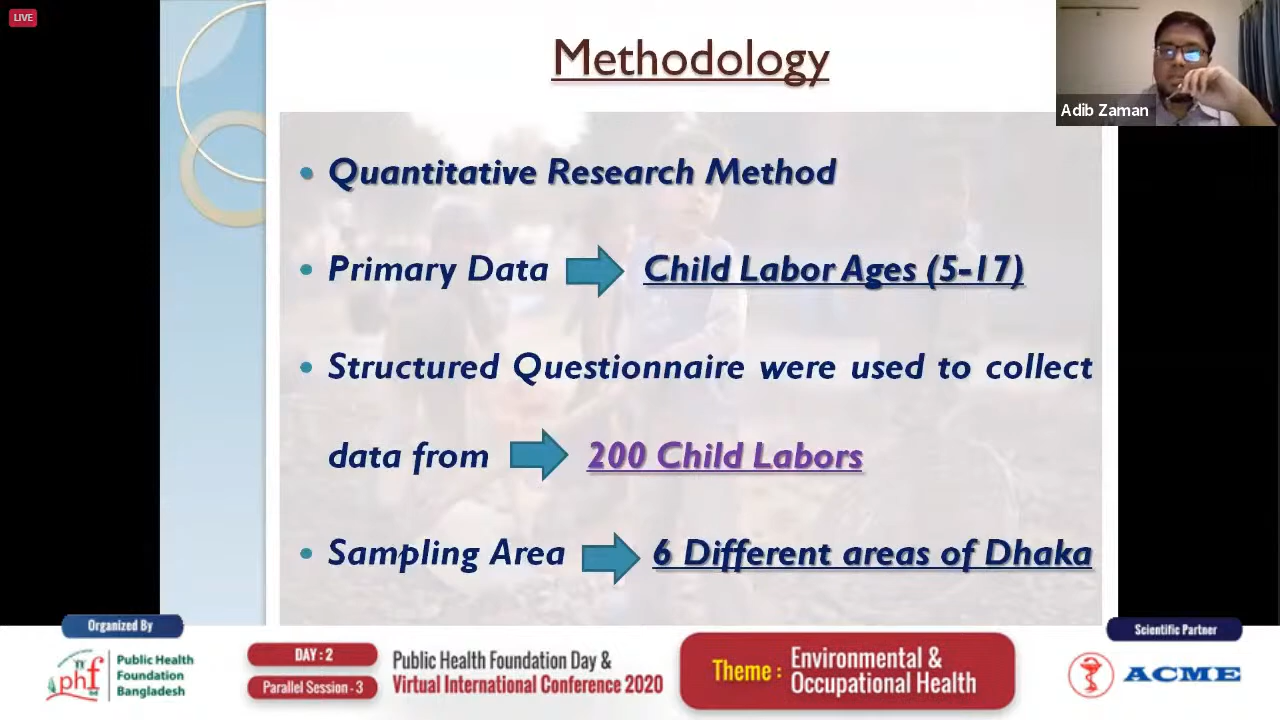 LIVE
Methodology
Adib Zaman
• Quantitative Research Method
• Primary Data Child Labor Ages (5-17)
• Structured Questionnaire were used to collect
data from 200 Child Labors
• Sampling Area 6 Different areas of Dhaka
Organized By
phf
Public Health
Foundation
Bangladesh
DAY : 2
Parallel Session - 3
Public Health Foundation Day &
Virtual International Conference 2020
Theme :
Environmental &
Occupational Health
Scientific Partner
ACME